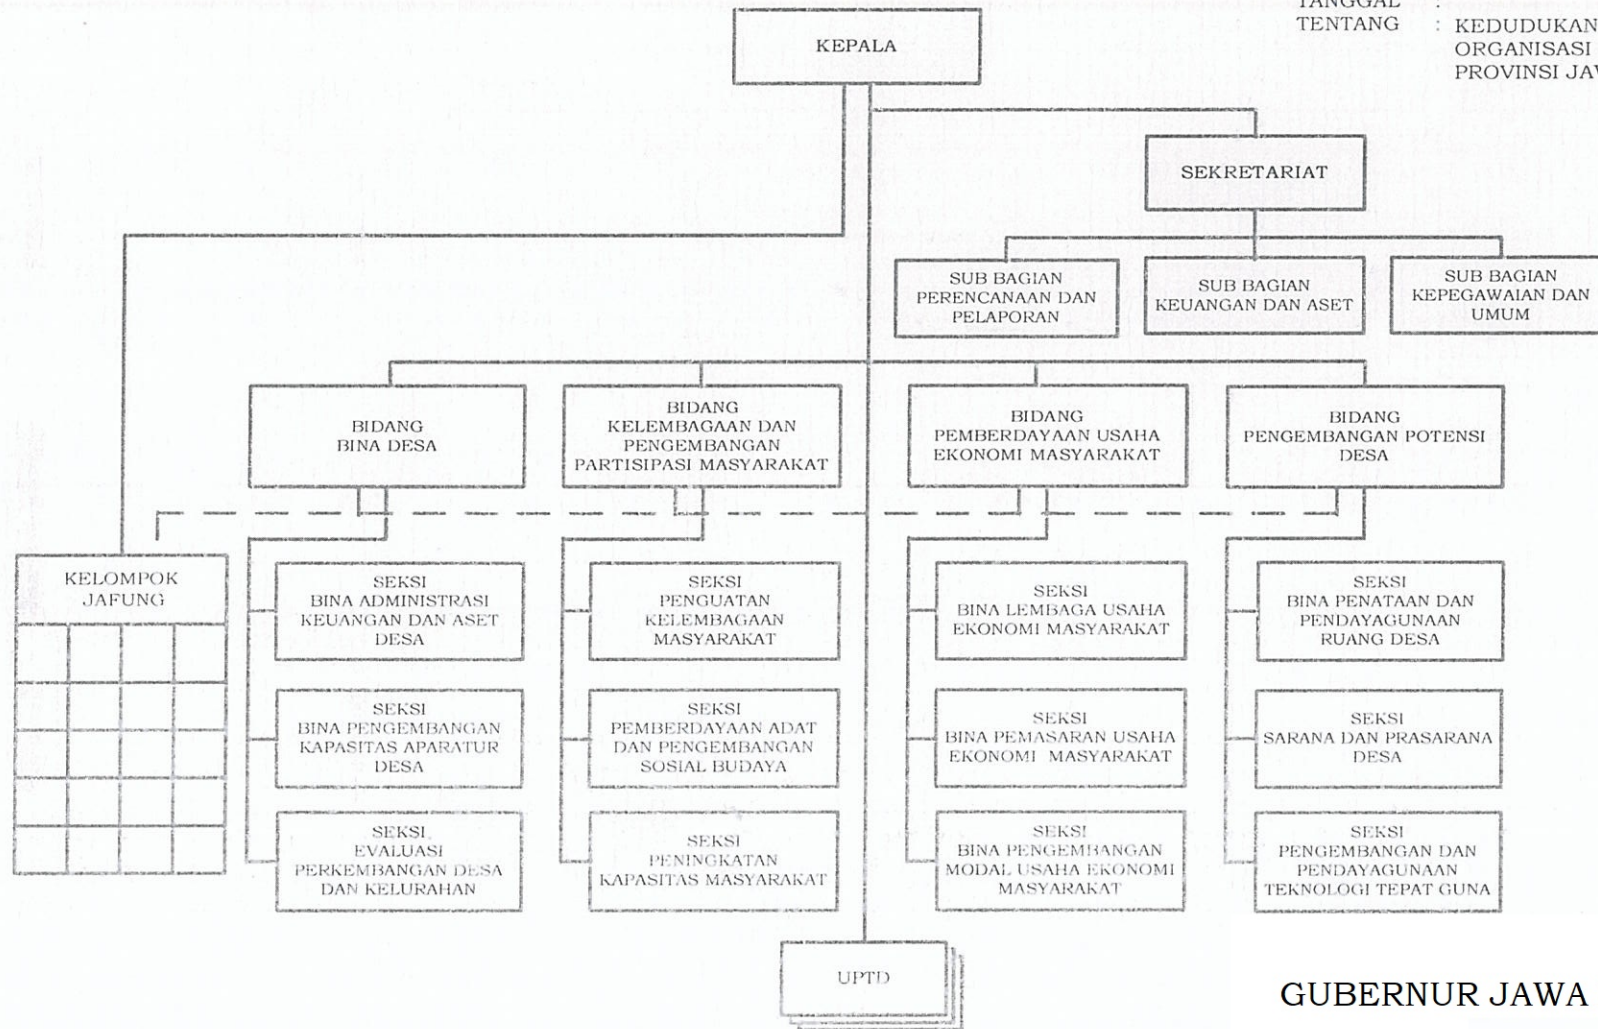 TANGGAL :
TENTANG : KEDUDUKAN
ORGANISASI
PROVINSI
KEPALA
SEKRETARIAT
SUB BAGIAN
PERENCANAAN DAN
PELAPORAN
SUB BAGIAN
KEUANGAN DAN ASET
SUB BAGIAN
KEPEGAWAIAN DAN
UMUM
BIDANG
BINA DESA
BIDANG
KELEMBAGAAN DAN
PENGEMBANGAN
PARTISIPASI MASYARAKAT
BIDANG
PEMBERDAYAAN USAHA
EKONOMI MASYARAKAT
BIDANG
PENGEMBANGAN POTENSI
DESA
KELOMPOK
JAFUNG
SEKSI
BINA ADMINISTRASI
KEUANGAN DAN ASET
DESA
SEKSI
PENGUATAN
KELEMBAGAAN
MASYARAKAT
SEKSI
BINA LEMBAGA USAHA
EKONOMI MASYARAKAT
SEKSI
BINA PENATAAN DAN
PENDAYAGUNAAN
RUANG DESA
SEKSI
BINA PENGEMBANGAN
KAPASITAS APARATUR
DESA
SEKSI
PEMBERDAYAAN ADAT
DAN PENGEMBANGAN
SOSIAL BUDAYA
SEKSI
BINA PEMASARAN USAHA
EKONOMI MASYARAKAT
SEKSI
SARANA DAN PRASARANA
DESA
SEKSI
EVALUASI
PERKEMBANGAN DESA
DAN KELURAHAN
SEKSI
PENINGKATAN
KAPASITAS MASYARAKAT
SEKSI
BINA PENGEMBANGAN
MODAL USAHA EKONOMI
MASYARAKAT
SEKSI
PENGEMBANGAN DAN
PENDAYAGUNAAN
TEKNOLOGI TEPAT GUNA
UPTD
GUBERNUR JAWA